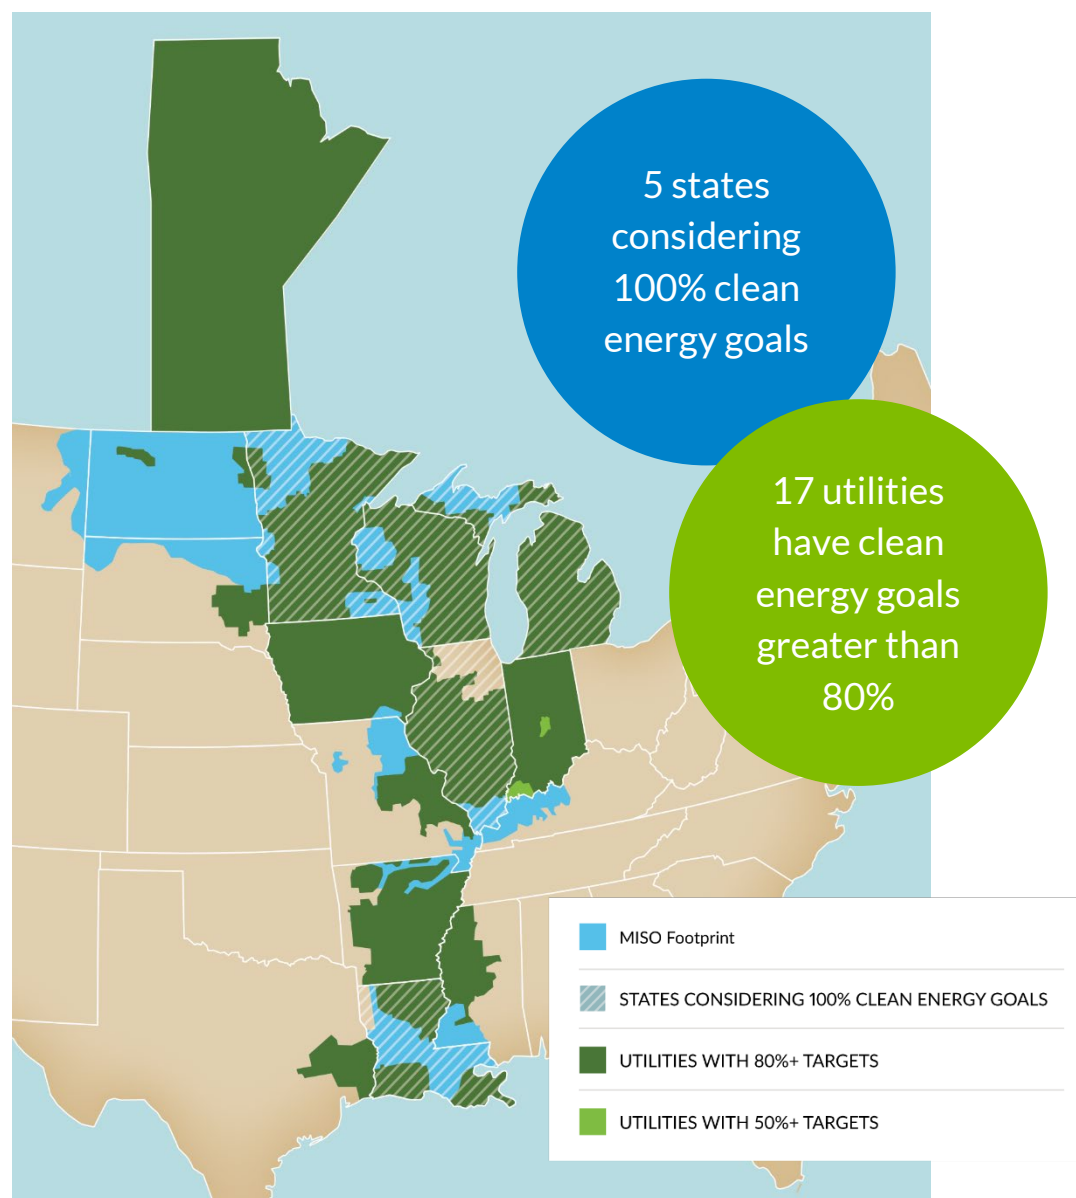 5 states
considering
100% clean
energy goals
17 utilities
have clean
energy goals
greater than
80%
MISO Footprint
STATES CONSIDERING 100% CLEAN ENERGY GOALS
UTILITIES WITH 80%+ TARGETS
UTILITIES WITH 50%+ TARGETS